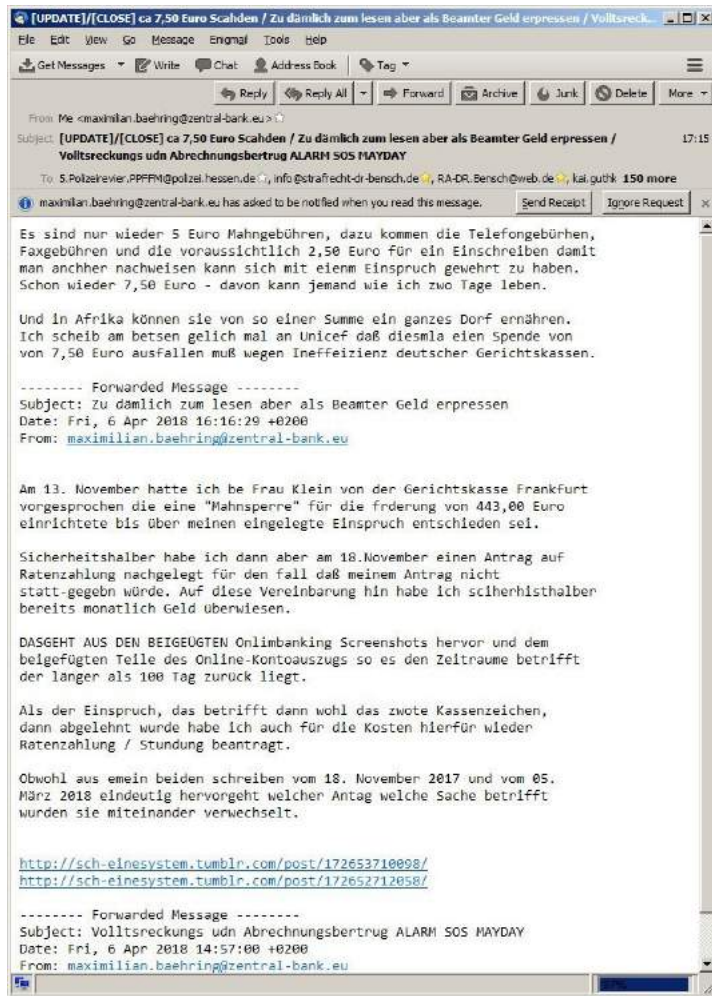 [UPDATE]/[CLOSE] ca 7,50 Euro Scahden / Zu dämlich zum lesen aber als Beamter Geld erpressen / Volltsreck...
File Edit View Go Message Enigmail Tools Help
Get Messages Write Chat Address Book Tag
Reply Reply All Forward Archive Junk Delete More
From Me <maximilian.baehring@zentral-bank.eu>
Subject [UPDATE]/[CLOSE] ca 7,50 Euro Scahden / Zu dämlich zum lesen aber als Beamter Geld erpressen / 17:15
Volltsreckungs udn Abrechnungsbertrug ALARM SOS MAYDAY
To 5.Polizeirevier.PPFFM@polizei.hessen.de, info@strafrecht-dr-bensch.de, RA-DR.Bensch@web.de, kai.guthk 150 more
maximilian.baehring@zentral-bank.eu has asked to be notified when you read this message. Send Receipt Ignore Request
Es sind nur wieder 5 Euro Mahngebühren, dazu kommen die Telefongebürhen,
Faxgebühren und die voraussichtlich 2,50 Euro für ein Einschreiben damit
man anchher nachweisen kann sich mit eienm Einspruch gewehrt zu haben.
Schon wieder 7,50 Euro - davon kann jemand wie ich zwo Tage leben.
Und in Afrika können sie von so einer Summe ein ganzes Dorf ernähren.
Ich scheib am betsen gelich mal an Unicef daß diesmla eien Spende von
von 7,50 Euro ausfallen muß wegen Ineffeizienz deutscher Gerichtskassen.
-------- Forwarded Message --------
Subject: Zu dämlich zum lesen aber als Beamter Geld erpressen
Date: Fri, 6 Apr 2018 16:16:29 +0200
From: maximilian.baehring@zentral-bank.eu
Am 13. November hatte ich be Frau Klein von der Gerichtskasse Frankfurt
vorgesprochen die eine "Mahnsperre" für die frderung von 443,00 Euro
einrichtete bis über meinen eingelegte Einspruch entschieden sei.
Sicherheitshalber habe ich dann aber am 18.November einen Antrag auf
Ratenzahlung nachgelegt für den fall daß meinem Antrag nicht
statt-gegebn würde. Auf diese Vereinbarung hin habe ich sciherhisthalber
bereits monatlich Geld überwiesen.
DASGEHT AUS DEN BEIGEÜGTEN Onlimbanking Screenshots hervor und dem
beigefügten Teile des Online-Kontoauszugs so es den Zeitraume betrifft
der länger als 100 Tag zurück liegt.
Als der Einspruch, das betrifft dann wohl das zwote Kassenzeichen,
dann abgelehnt wurde habe ich auch für die Kosten hierfür wieder
Ratenzahlung / Stundung beantragt.
Obwohl aus emein beiden schreiben vom 18. November 2017 und vom 05.
März 2018 eindeutig hervorgeht welcher Antag welche Sache betrifft
wurden sie miteinander verwechselt.
http://sch-einesystem.tumblr.com/post/172653710098/
http://sch-einesystem.tumblr.com/post/172652712058/
-------- Forwarded Message --------
Subject: Volltsreckungs udn Abrechnungsbertrug ALARM SOS MAYDAY
Date: Fri, 6 Apr 2018 14:57:00 +0200
From: maximilian.baehring@zentral-bank.eu